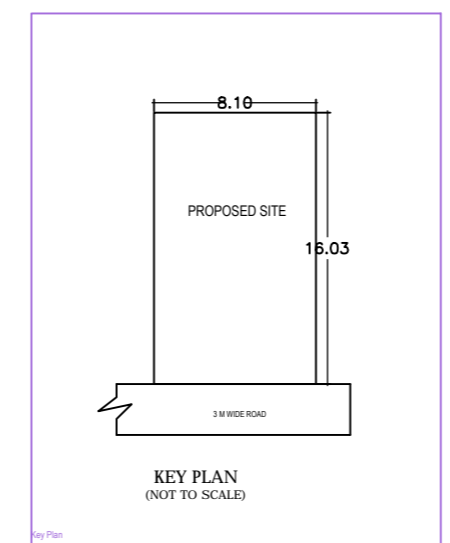 8.10
PROPOSED SITE
16.03
3 M WIDE ROAD
KEY PLAN
(NOT TO SCALE)
Key Plan